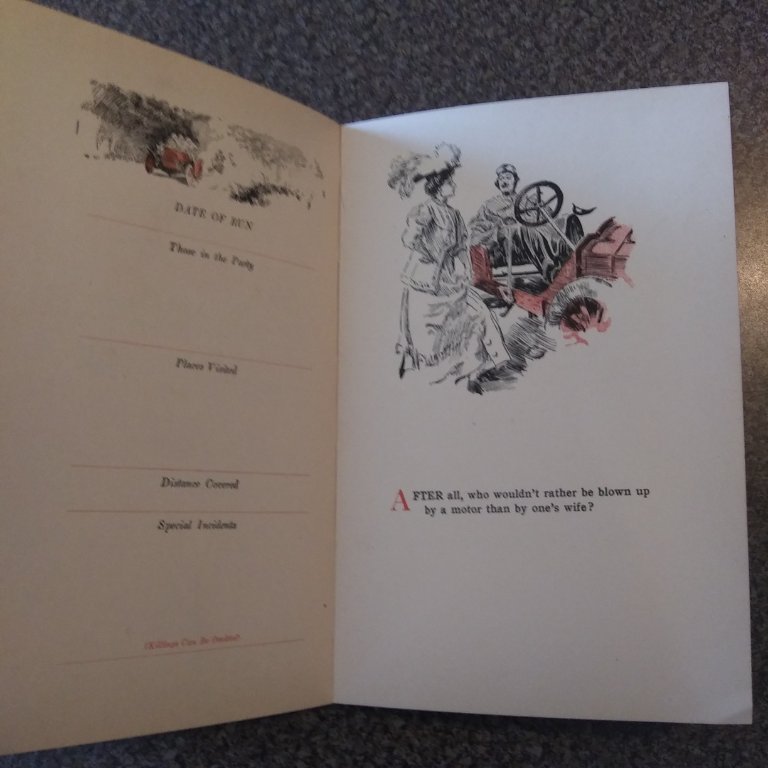 DATE OF RUN
Those in the Party
Places Visited
Distance Covered
Special Incidents
(Killings Can Be Omitted)
AFTER all, who wouldn't rather be blown up
by a motor than by one's wife?